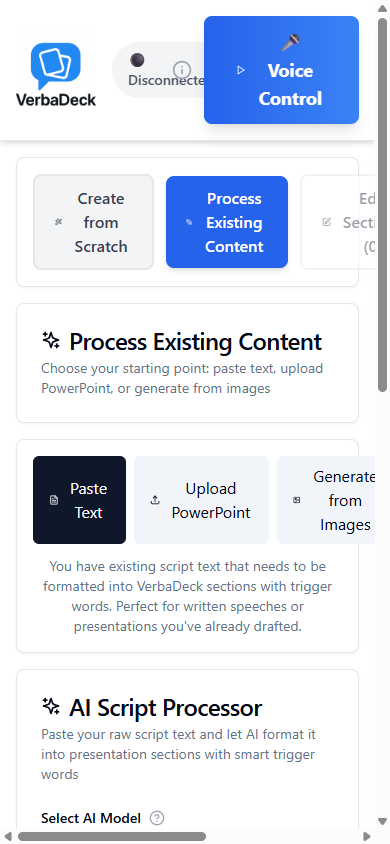 VerbaDeck
Disconnecte
Voice
Control
Create
from
Scratch
Process
Existing
Content
Ed
Secti
(0
Process Existing Content
Choose your starting point: paste text, upload
PowerPoint, or generate from images
Paste
Text
Upload
PowerPoint
Generate
from
Images
You have existing script text that needs to be
formatted into VerbaDeck sections with trigger
words. Perfect for written speeches or
presentations you've already drafted.
AI Script Processor
Paste your raw script text and let AI format it
into presentation sections with smart trigger
words
Select AI Model